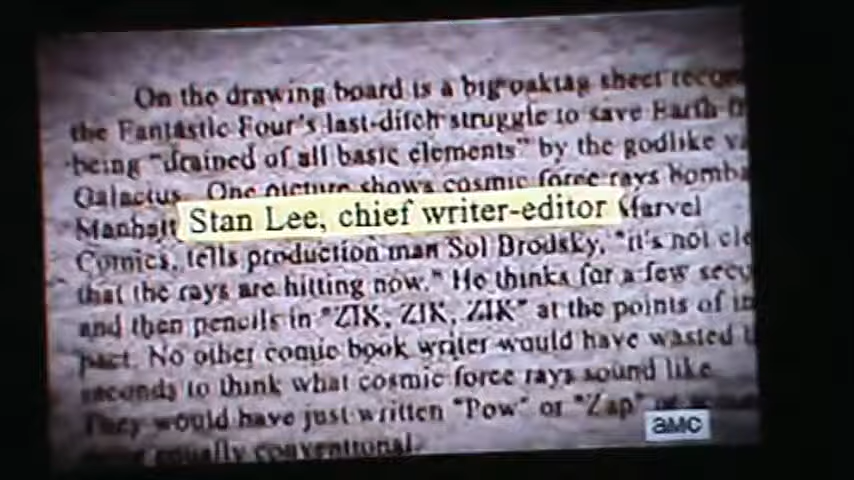 On the drawing board is a big oaktag sheet
the Fantastic Four's last-ditch struggle to save Earth
being "drained of all basic elements" by the godlike
Galactus. One picture shows cosmic force rays
Stan Lee, chief writer-editor Marvel
Comics, tells production man Sol Brodsky, "it's not
that the rays are hitting now." He thinks for a few
and then pencils in "ZIK, ZIK, ZIK" at the points of
pact. No other comic book writer would have wasted
seconds to think what cosmic force rays sound like.
They would have just written "Pow" or "Zap"
equally conventional.
amc